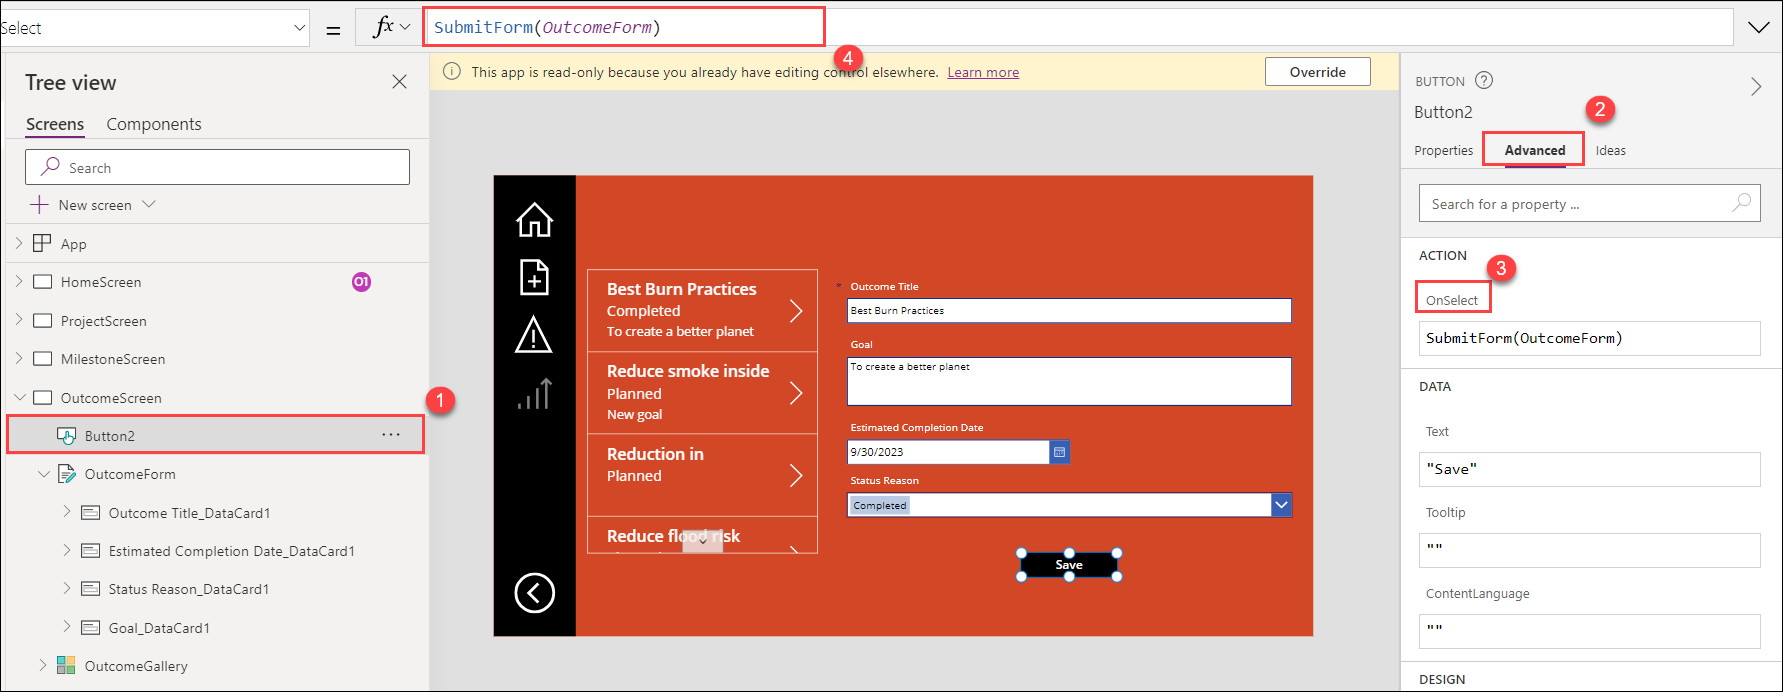 Select
=
fx
SubmitForm(OutcomeForm)
4
Tree view
Screens
Components
Search
New screen
App
HomeScreen
01
ProjectScreen
MilestoneScreen
OutcomeScreen
1
Button2
...
OutcomeForm
Outcome Title_DataCard1
Estimated Completion Date_DataCard1
Status Reason_DataCard1
Goal_DataCard1
OutcomeGallery
This app is read-only because you already have editing control elsewhere. Learn more
Override
Best Burn Practices
Completed
To create a better planet
Reduce smoke inside
Planned
New goal
Reduction in
Planned
Reduce flood risk
* Outcome Title
Best Burn Practices
Goal
To create a better planet
Estimated Completion Date
9/30/2023
Status Reason
Completed
Save
BUTTON ?
Button2
2
Properties
Advanced
Ideas
Search for a property ...
ACTION
3
OnSelect
SubmitForm(OutcomeForm)
DATA
Text
"Save"
Tooltip
""
ContentLanguage
""
DESIGN